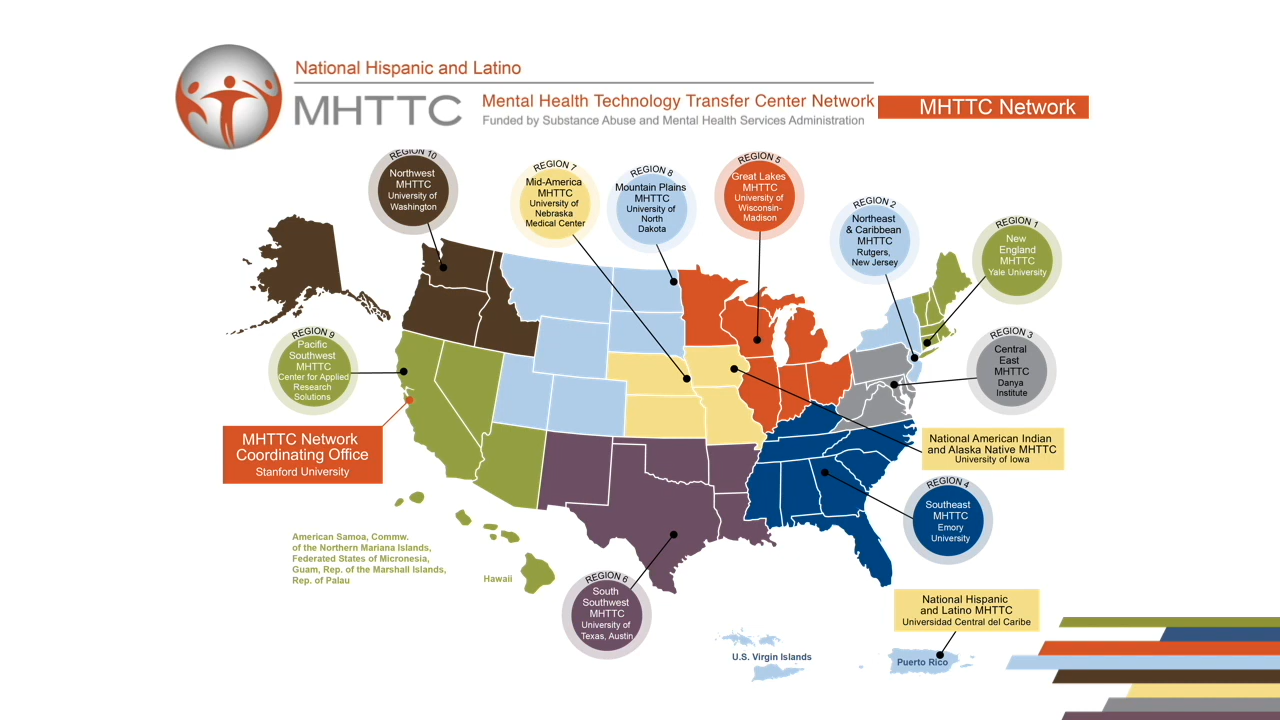 National Hispanic and Latino
MHTTC
Mental Health Technology Transfer Center Network
Funded by Substance Abuse and Mental Health Services Administration
MHTTC Network
REGION 10
Northwest
MHTTC
University of
Washington
REGION 7
Mid-America
MHTTC
University of
Nebraska
Medical Center
REGION 8
Mountain Plains
MHTTC
University of
North
Dakota
REGION 5
Great Lakes
MHTTC
University of
Wisconsin-
Madison
REGION 2
Northeast
& Caribbean
MHTTC
Rutgers,
New Jersey
REGION 1
New
England
MHTTC
Yale University
REGION 9
Pacific
Southwest
MHTTC
Center for Applied
Research
Solutions
REGION 3
Central
East
MHTTC
Danya
Institute
MHTTC Network
Coordinating Office
Stanford University
National American Indian
and Alaska Native MHTTC
University of Iowa
REGION 4
Southeast
MHTTC
Emory
University
American Samoa, Commw.
of the Northern Mariana Islands,
Federated States of Micronesia,
Guam, Rep. of the Marshall Islands,
Rep. of Palau
Hawaii
REGION 6
South
Southwest
MHTTC
University of
Texas, Austin
National Hispanic
and Latino MHTTC
Universidad Central del Caribe
U.S. Virgin Islands
Puerto Rico